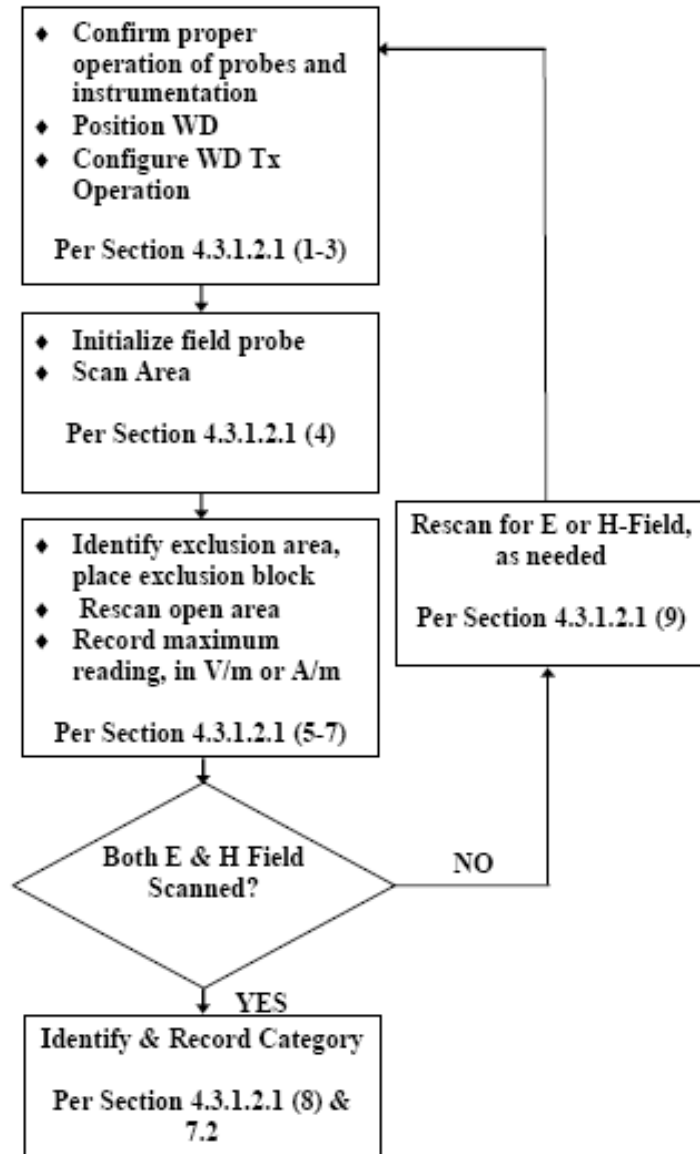 ♦ Confirm proper
operation of probes and
instrumentation
♦ Position WD
♦ Configure WD Tx
Operation
Per Section 4.3.1.2.1 (1-3)
♦ Initialize field probe
♦ Scan Area
Per Section 4.3.1.2.1 (4)
♦ Identify exclusion area,
place exclusion block
♦ Rescan open area
♦ Record maximum
reading, in V/m or A/m
Per Section 4.3.1.2.1 (5-7)
Rescan for E or H-Field,
as needed
Per Section 4.3.1.2.1 (9)
Both E & H Field
Scanned?
NO
YES
Identify & Record Category
Per Section 4.3.1.2.1 (8) &
7.2